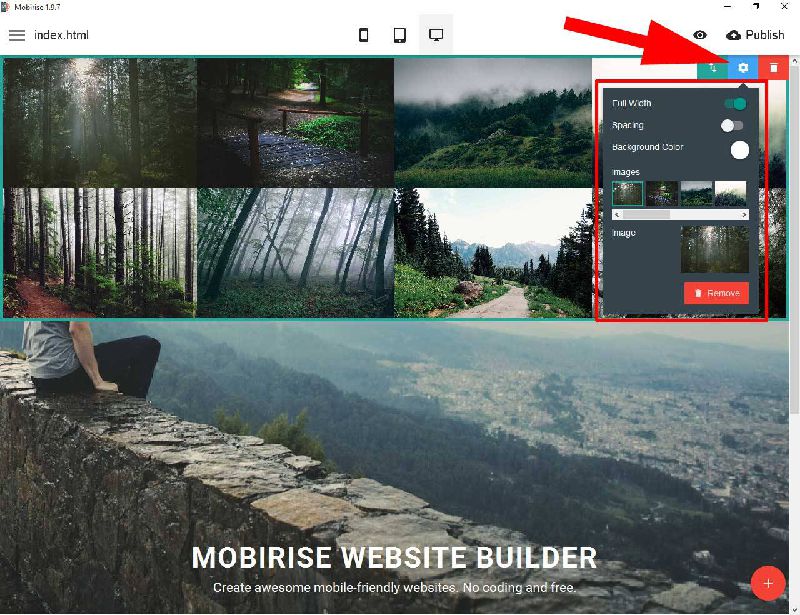 Mobirise 1.9.7
index.html
Publish
Full Width
Spacing
Background Color
Images
Image
Remove
MOBIRISE WEBSITE BUILDER
Create awesome mobile-friendly websites. No coding and free.